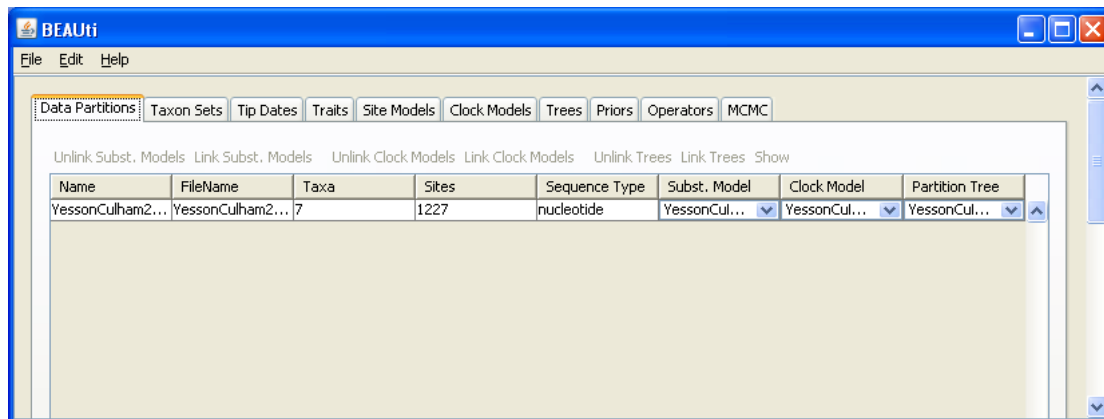 BEAUti
File Edit Help
Data Partitions Taxon Sets Tip Dates Traits Site Models Clock Models Trees Priors Operators MCMC
Unlink Subst. Models Link Subst. Models Unlink Clock Models Link Clock Models Unlink Trees Link Trees Show
Name FileName Taxa Sites Sequence Type Subst. Model Clock Model Partition Tree
YessonCulham2... YessonCulham2... 7 1227 nucleotide YessonCul... YessonCul... YessonCul...